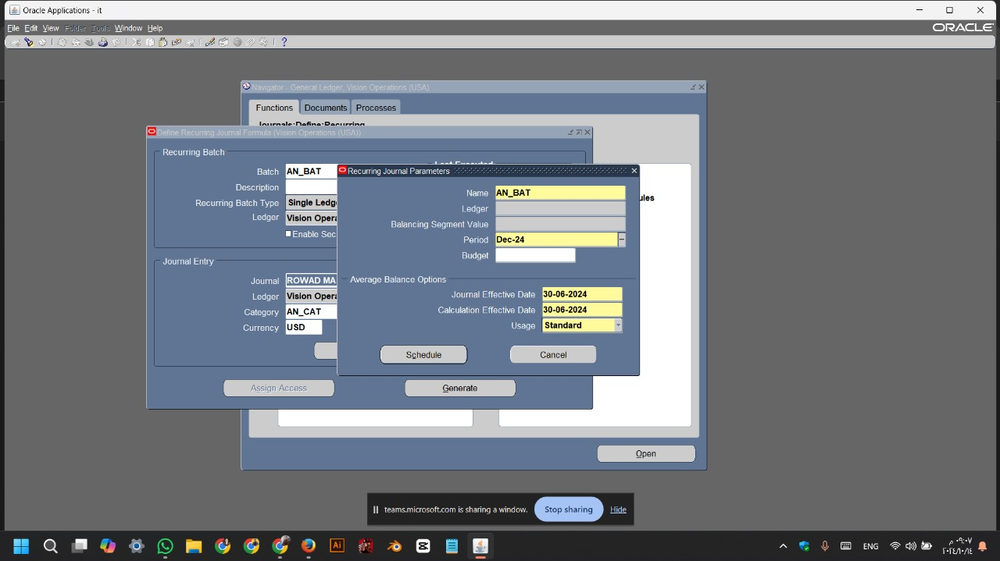 Oracle Applications - it
File Edit View Folder Tools Window Help
ORACLE
Navigator - General Ledger, Vision Operations (USA)
Functions Documents Processes
Journals:Define:Recurring
Define Recurring Journal Formula (Vision Operations (USA))
Recurring Batch
Last Executed
Batch AN_BAT
Description
Recurring Batch Type Single Ledge
Ledger Vision Opera
Enable Sec
Journal Entry
Journal ROWAD MA
Ledger Vision Opera
Category AN_CAT
Currency USD
Assign Access
Generate
Recurring Journal Parameters
Name AN_BAT
Ledger
Balancing Segment Value
Period Dec-24
Budget
Average Balance Options
Journal Effective Date 30-06-2024
Calculation Effective Date 30-06-2024
Usage Standard
Schedule Cancel
ules
Open
teams.microsoft.com is sharing a window. Stop sharing Hide
Ai
ENG
٠٩:٠٧ م
٢٠٢٤/١٠/١٤